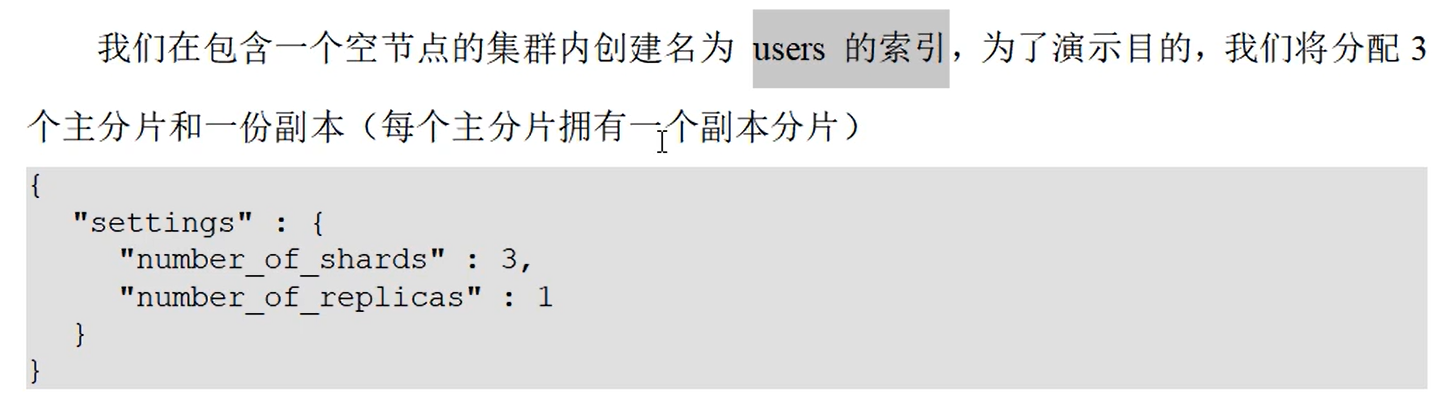 我们在包含一个空节点的集群内创建名为 users 的索引，为了演示目的，我们将分配 3
个主分片和一份副本（每个主分片拥有一个副本分片）
{
"settings" : {
"number_of_shards" : 3,
"number_of_replicas" : 1
}
}